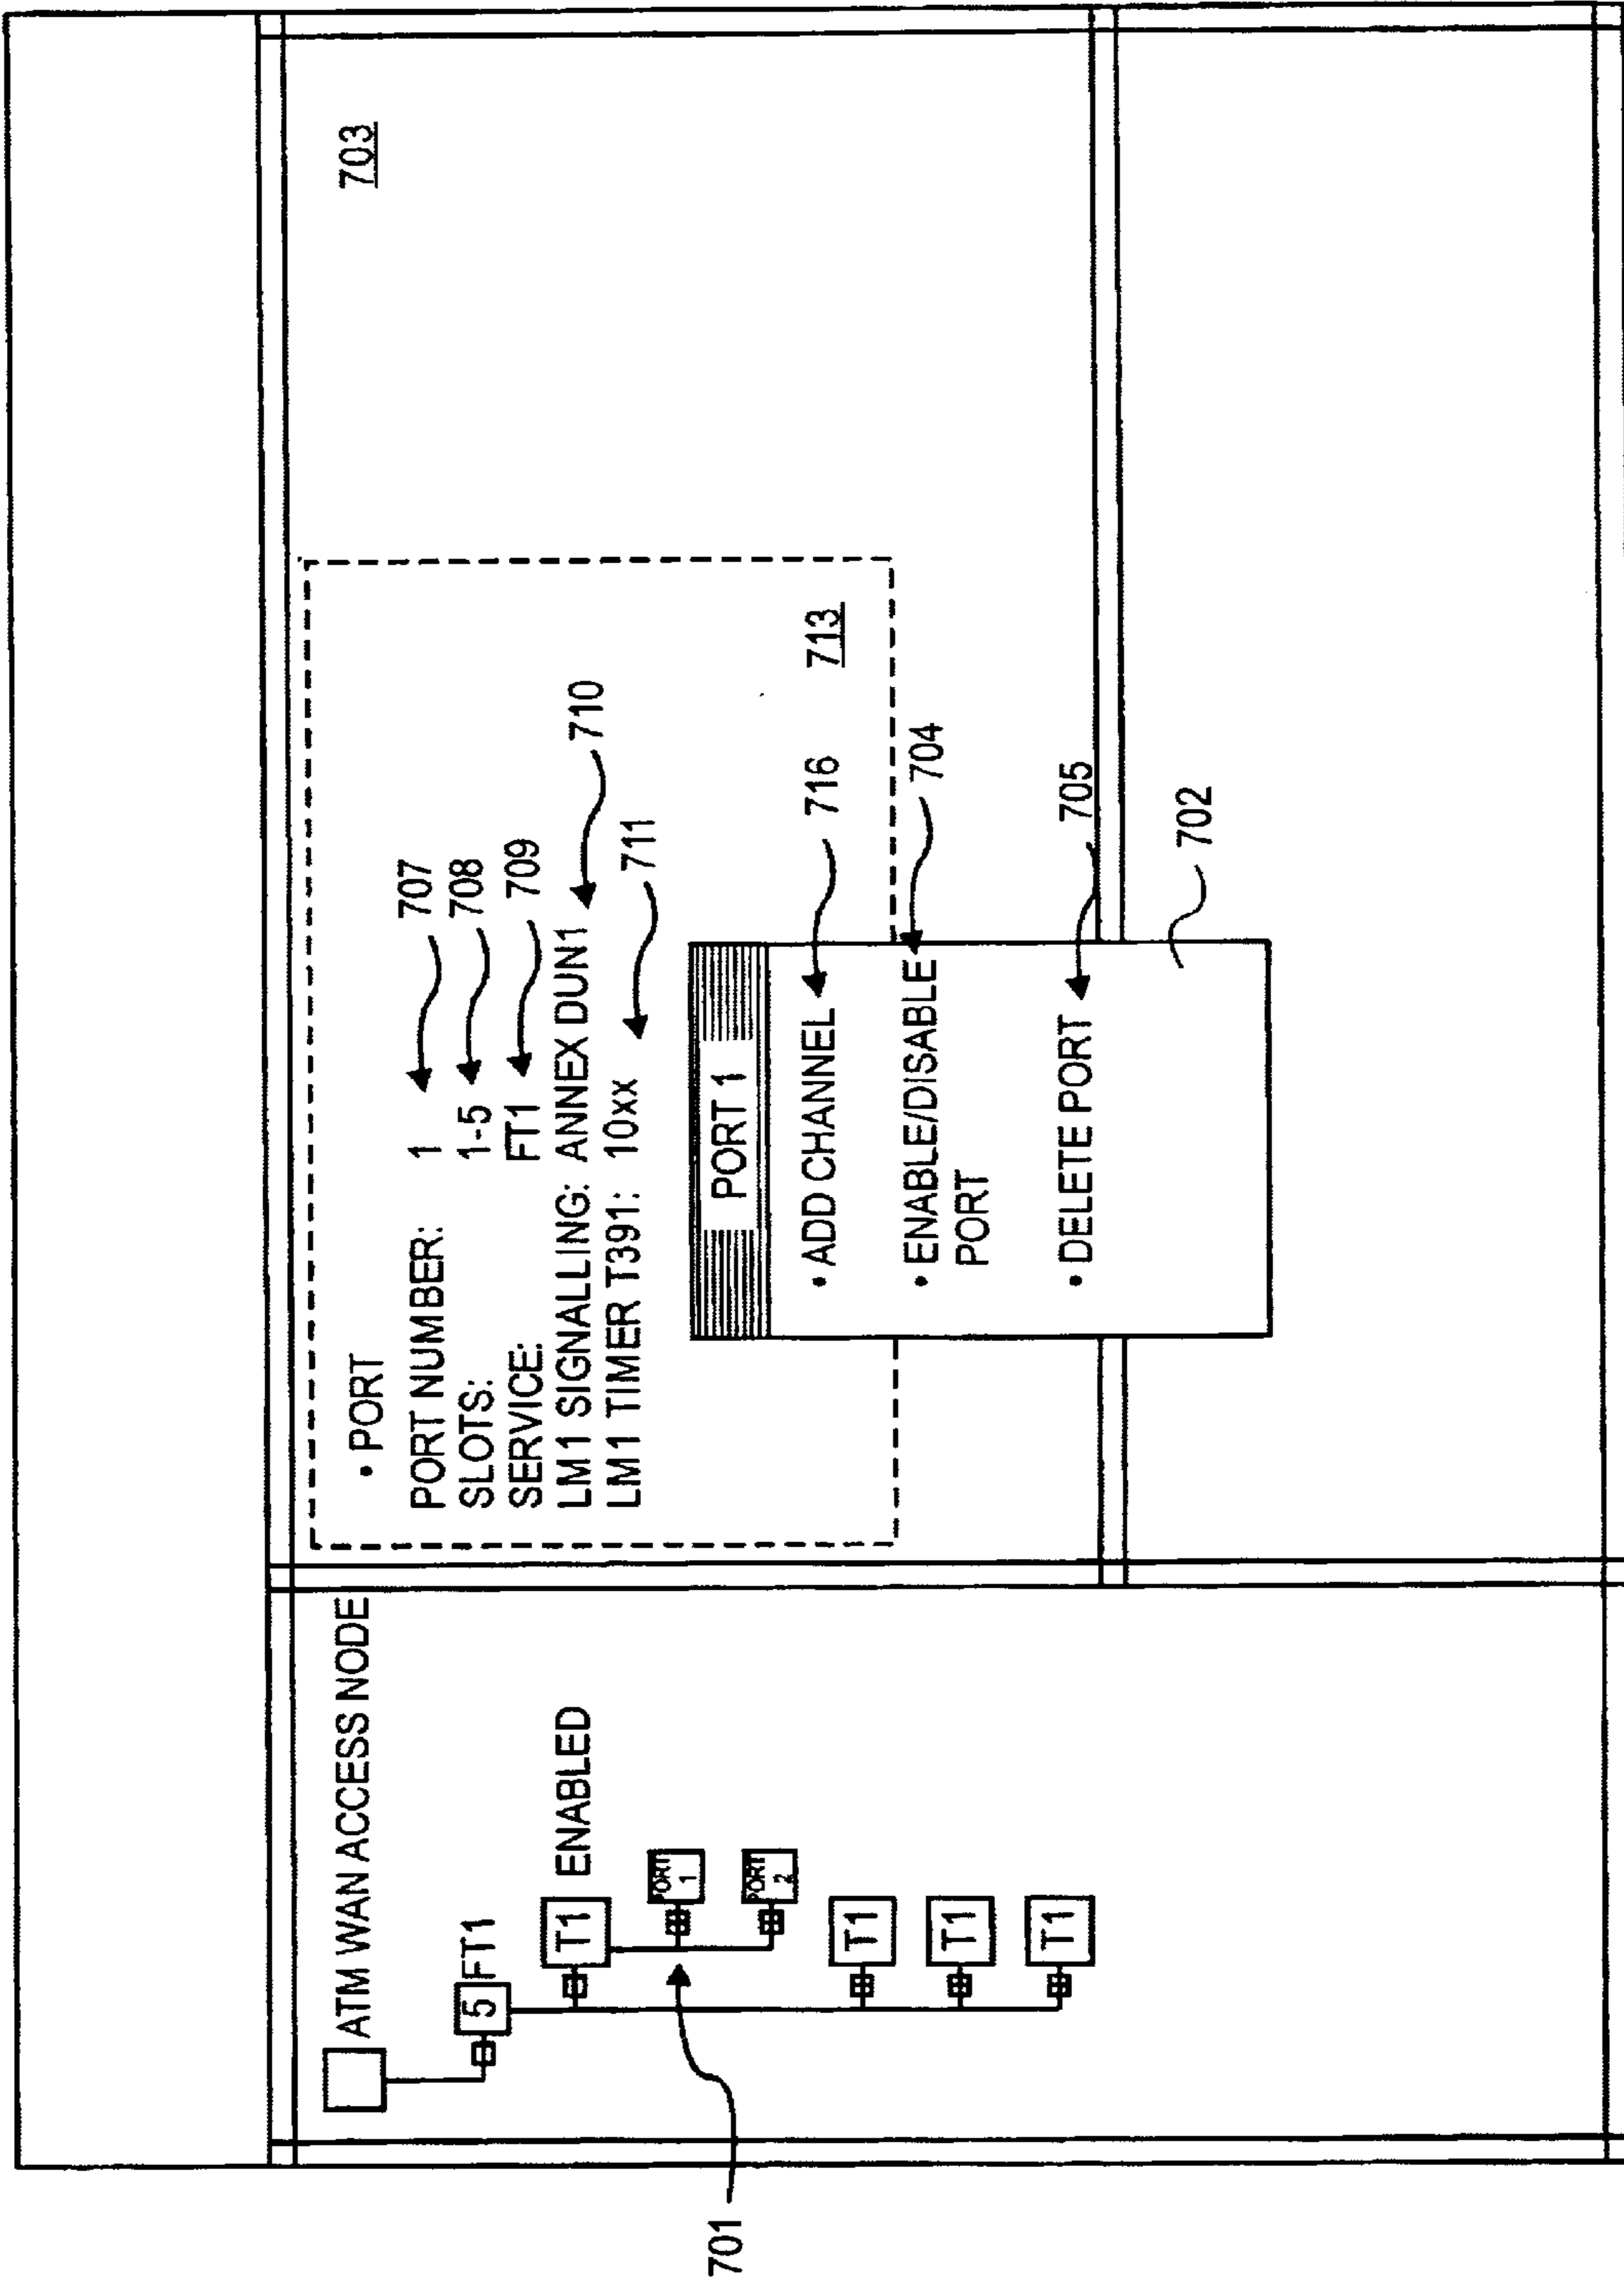 ATM WAN ACCESS NODE
5 FT1
T1 ENABLED
PORT 1
PORT 2
T1
T1
T1
701
703
• PORT
PORT NUMBER: 1 707
SLOTS: 1-5 708
SERVICE: FT1 709
LM1 SIGNALLING: ANNEX DUN1 710
LM1 TIMER T391: 10xx 711
713
PORT 1
• ADD CHANNEL 716
• ENABLE/DISABLE 704
PORT
• DELETE PORT 705
702